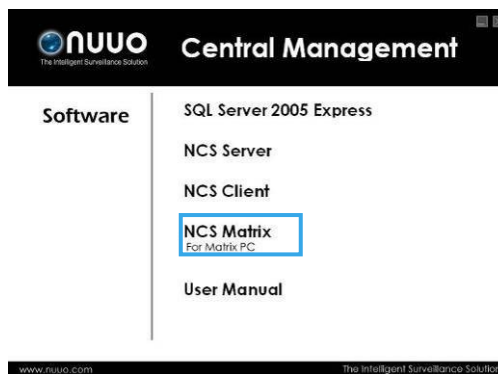 nuuo
The Intelligent Surveillance Solution
Central Management
Software
SQL Server 2005 Express
NCS Server
NCS Client
NCS Matrix
For Matrix PC
User Manual
www.nuuo.com
The Intelligent Surveillance Solution